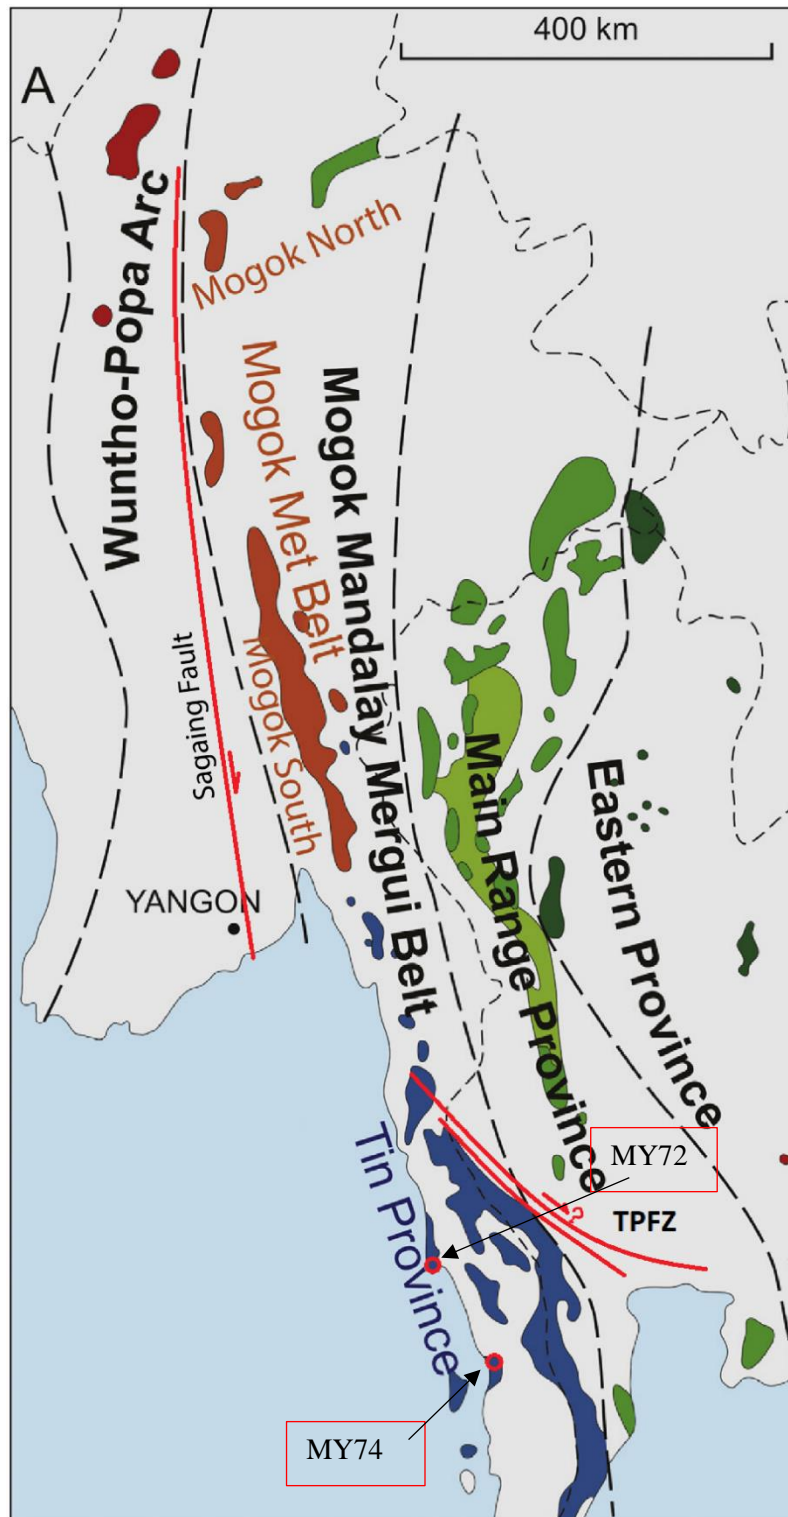 A
400 km
Wuntho-Popa Arc
Mogok North
Mogok Met Belt
Mogok Mandalay Mergui Belt
Mogok South
Sagaing Fault
Main Range Province
Eastern Province
YANGON
Tin Province
MY72
?
TPFZ
MY74